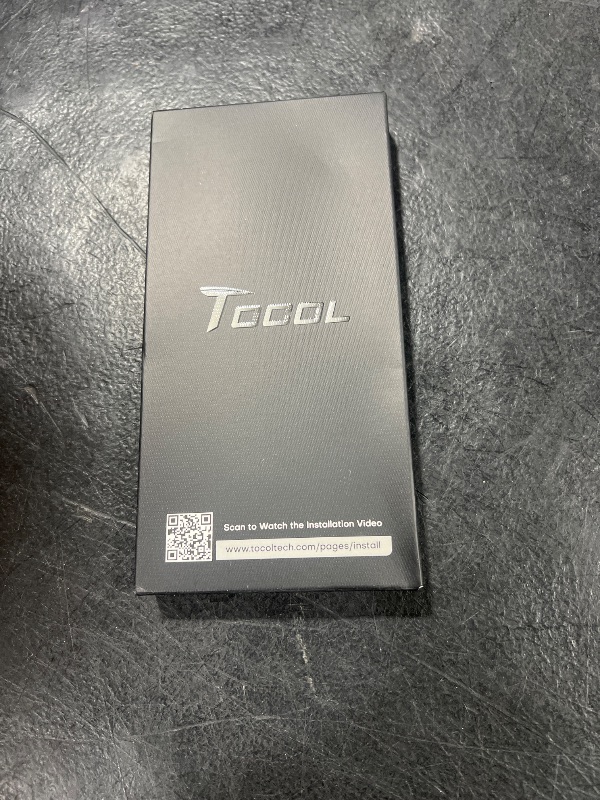 TOCOL
Scan to Watch the Installation Video
www.tocoltech.com/pages/install